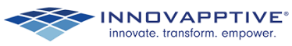 INNOVAPPTIVE®
innovate. transform. empower.